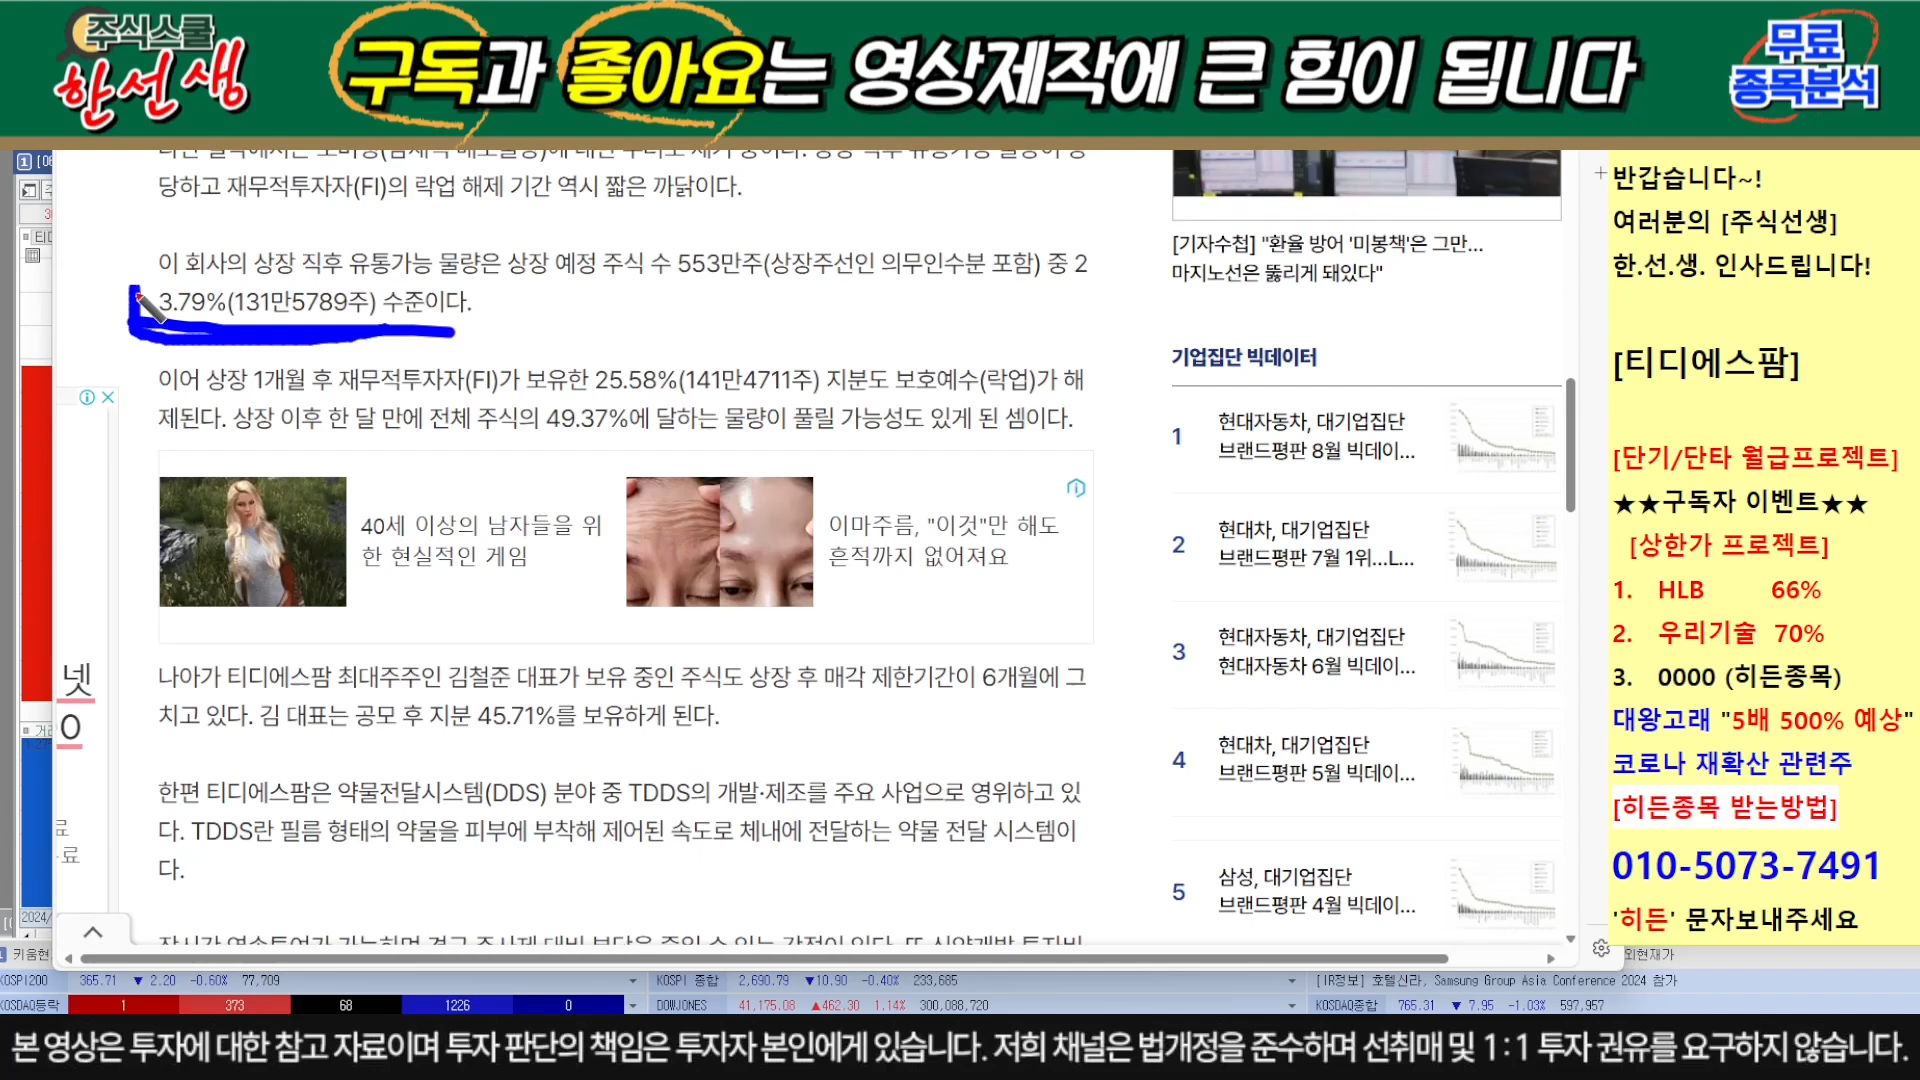 주식스쿨
한선생
구독과 좋아요는 영상제작에 큰 힘이 됩니다
무료
종목분석
당하고 재무적투자자(FI)의 락업 해제 기간 역시 짧은 까닭이다.
이 회사의 상장 직후 유통가능 물량은 상장 예정 주식 수 553만주(상장주선인 의무인수분 포함) 중 2
3.79%(131만5789주) 수준이다.
이어 상장 1개월 후 재무적투자자(FI)가 보유한 25.58%(141만4711주) 지분도 보호예수(락업)가 해
제된다. 상장 이후 한 달 만에 전체 주식의 49.37%에 달하는 물량이 풀릴 가능성도 있게 된 셈이다.
40세 이상의 남자들을 위
한 현실적인 게임
이마주름, "이것"만 해도
흔적까지 없어져요
나아가 티디에스팜 최대주주인 김철준 대표가 보유 중인 주식도 상장 후 매각 제한기간이 6개월에 그
치고 있다. 김 대표는 공모 후 지분 45.71%를 보유하게 된다.
한편 티디에스팜은 약물전달시스템(DDS) 분야 중 TDDS의 개발·제조를 주요 사업으로 영위하고 있
다. TDDS란 필름 형태의 약물을 피부에 부착해 제어된 속도로 체내에 전달하는 약물 전달 시스템이
다.
넷
0
료
료
2024/
[기자수첩] "환율 방어 '미봉책'은 그만...
마지노선은 뚫리게 돼있다"
기업집단 빅데이터
1
현대자동차, 대기업집단
브랜드평판 8월 빅데이...
2
현대차, 대기업집단
브랜드평판 7월 1위...L...
3
현대자동차, 대기업집단
현대자동차 6월 빅데이...
4
현대차, 대기업집단
브랜드평판 5월 빅데이...
5
삼성, 대기업집단
브랜드평판 4월 빅데이...
반갑습니다~!
여러분의 [주식선생]
한.선.생. 인사드립니다!
[티디에스팜]
[단기/단타 월급프로젝트]
★★구독자 이벤트★★
[상한가 프로젝트]
1. HLB 66%
2. 우리기술 70%
3. 0000 (히든종목)
대왕고래 "5배 500% 예상"
코로나 재확산 관련주
[히든종목 받는방법]
010-5073-7491
'히든' 문자보내주세요
키움현
외현재가
KOSPI200 365.71 ▼ 2.20 -0.60% 77,709
KOSPI 종합 2,690.79 ▼10.90 -0.40% 233,685
[IR정보] 호텔신라, Samsung Group Asia Conference 2024 참가
KOSDAQ등락 1 373 68 1226 0
DOWJONES 41,175.08 ▲462.30 1.14% 300,088,720
KOSDAQ종합 765.31 ▼ 7.95 -1.03% 597,957
본 영상은 투자에 대한 참고 자료이며 투자 판단의 책임은 투자자 본인에게 있습니다. 저희 채널은 법개정을 준수하며 선취매 및 1:1 투자 권유를 요구하지 않습니다.